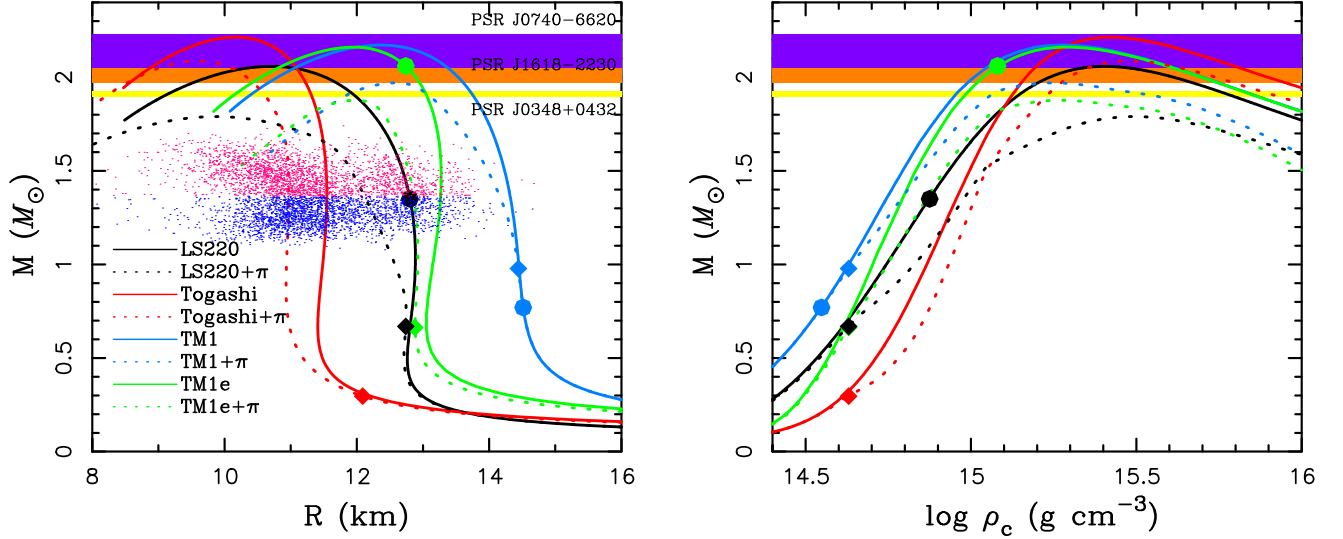 PSR J0740-6620
PSR J1618-2230
PSR J0348+0432
M (M⊙)
2
1.5
1
0.5
0
LS220
LS220+π
Togashi
Togashi+π
TM1
TM1+π
TM1e
TM1e+π
8
10
12
14
16
R (km)
M (M⊙)
2
1.5
1
0.5
0
14.5
15
15.5
16
log ρc (g cm−3)